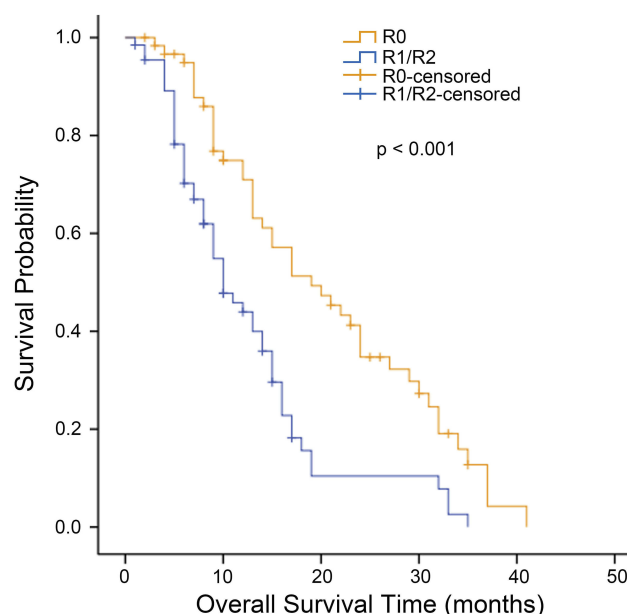 R0
R1/R2
R0-censored
R1/R2-censored
p < 0.001
Survival Probability
1.0
0.8
0.6
0.4
0.2
0.0
0 10 20 30 40 50
Overall Survival Time (months)